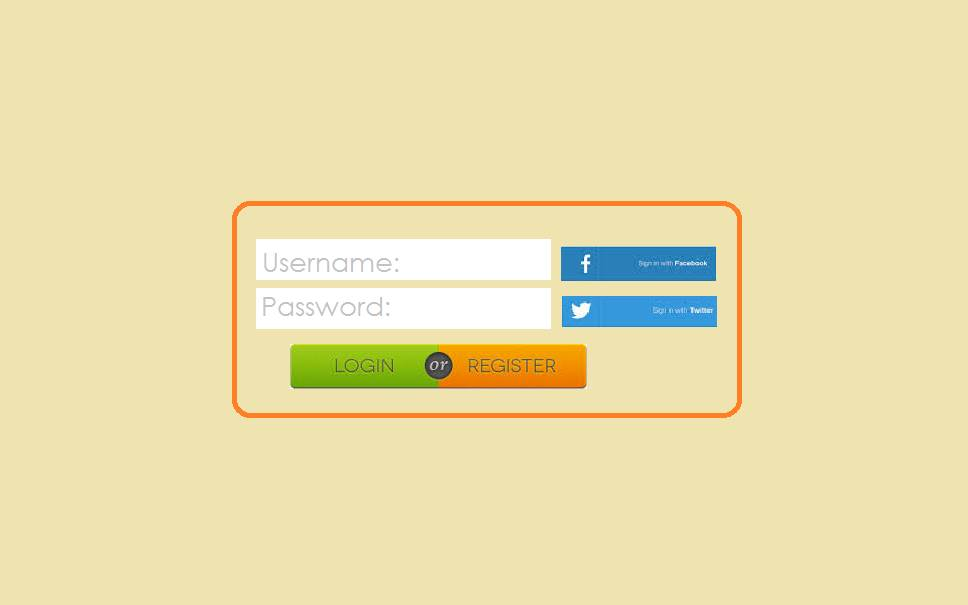 Username:
Sign in with Facebook
Password:
Sign in with Twitter
LOGIN or REGISTER